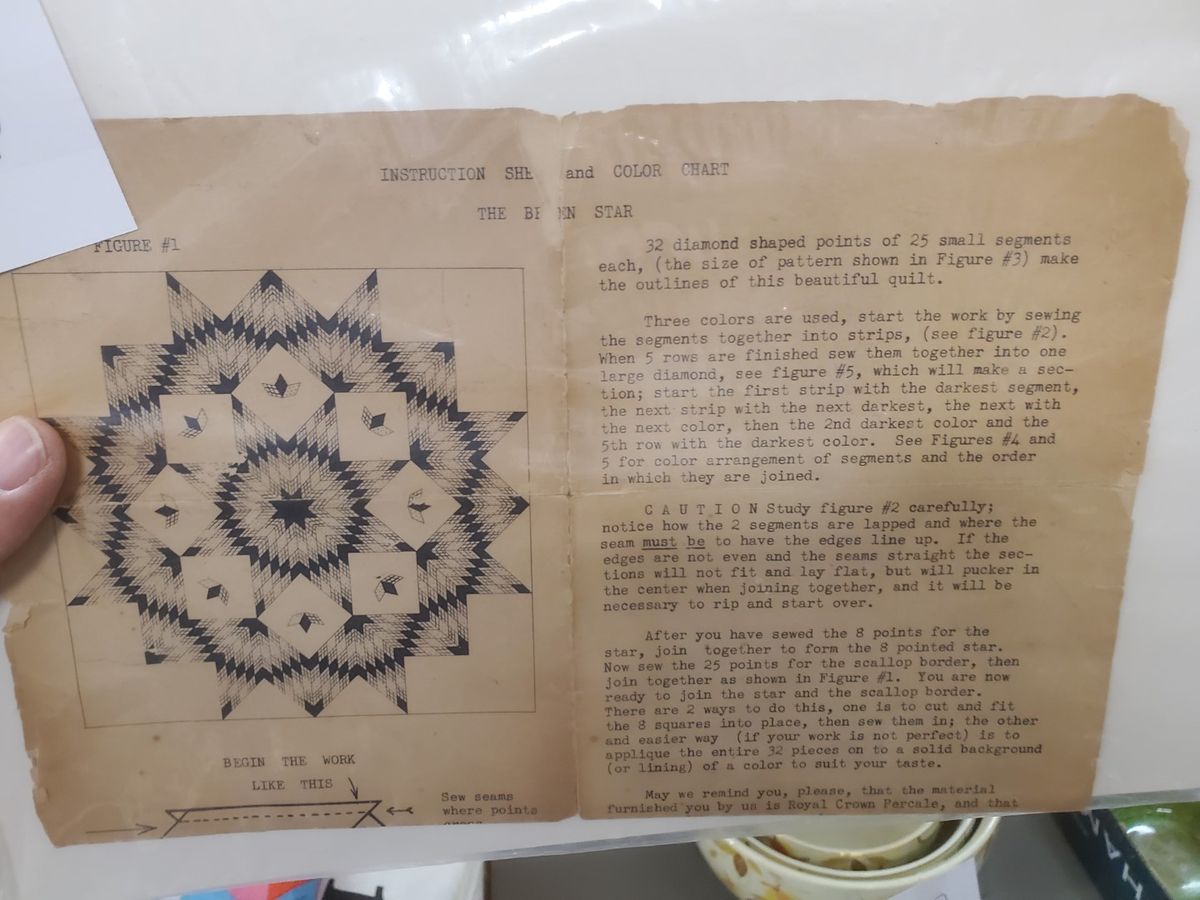 INSTRUCTION SHE and COLOR CHART
THE BR EN STAR
FIGURE #1
32 diamond shaped points of 25 small segments
each, (the size of pattern shown in Figure #3) make
the outlines of this beautiful quilt.
Three colors are used, start the work by sewing
the segments together into strips, (see figure #2).
When 5 rows are finished sew them together into one
large diamond, see figure #5, which will make a sec-
tion; start the first strip with the darkest segment,
the next strip with the next darkest, the next with
the next color, then the 2nd darkest color and the
5th row with the darkest color. See Figures #4 and
5 for color arrangement of segments and the order
in which they are joined.
C A U T I O N Study figure #2 carefully;
notice how the 2 segments are lapped and where the
seam must be to have the edges line up. If the
edges are not even and the seams straight the sec-
tions will not fit and lay flat, but will pucker in
the center when joining together, and it will be
necessary to rip and start over.
After you have sewed the 8 points for the
star, join together to form the 8 pointed star.
Now sew the 25 points for the scallop border, then
join together as shown in Figure #1. You are now
ready to join the star and the scallop border.
There are 2 ways to do this, one is to cut and fit
the 8 squares into place, then sew them in; the other
and easier way (if your work is not perfect) is to
applique the entire 32 pieces on to a solid background
(or lining) of a color to suit your taste.
May we remind you, please, that the material
furnished you by us is Royal Crown Percale, and that
BEGIN THE WORK
LIKE THIS
Sew seams
where points